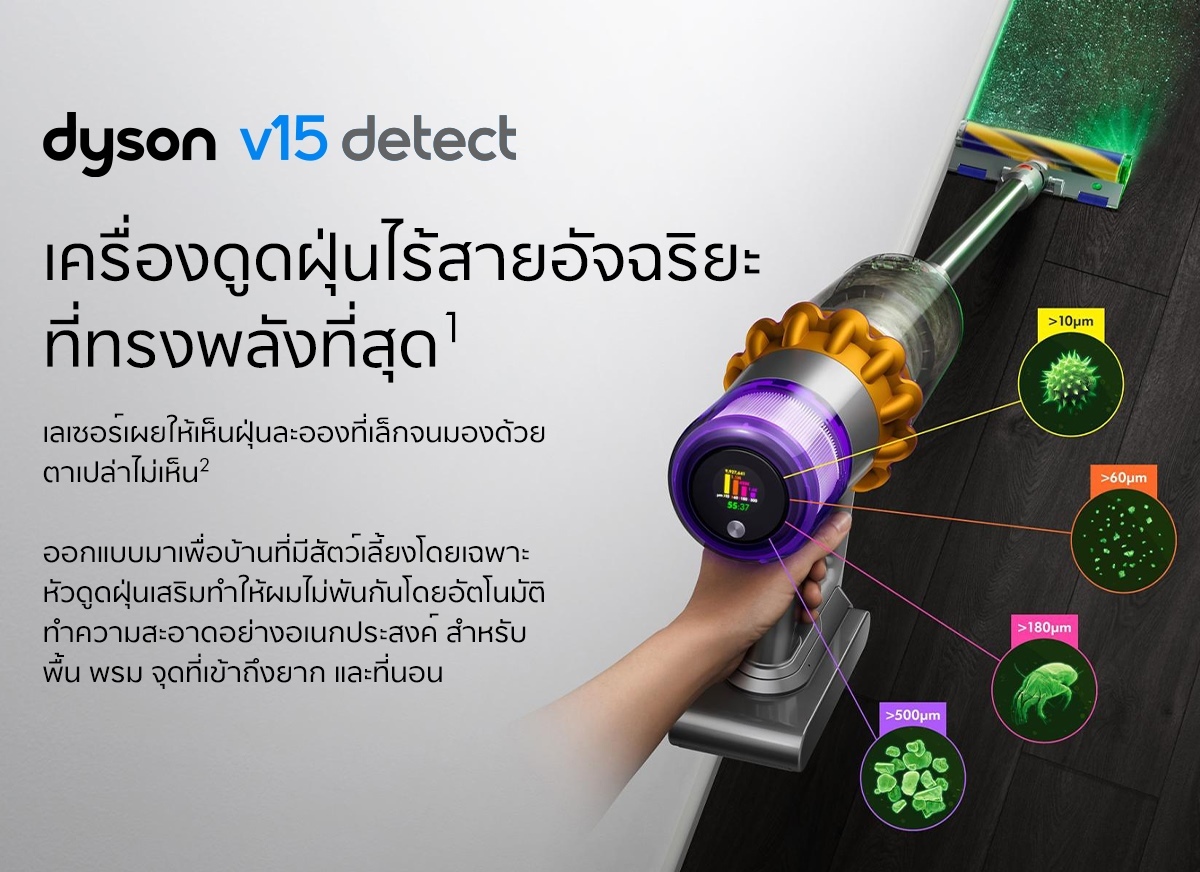 dyson v15 detect
เครื่องดูดฝุ่นไร้สายอัจฉริยะ
ที่ทรงพลังที่สุด¹
เลเซอร์เผยให้เห็นฝุ่นละอองที่เล็กจนมองด้วย
ตาเปล่าไม่เห็น²
ออกแบบมาเพื่อบ้านที่มีสัตว์เลี้ยงโดยเฉพาะ
หัวดูดฝุ่นเสริมทำให้ผมไม่พันกันโดยอัตโนมัติ
ทำความสะอาดอย่างอเนกประสงค์ สำหรับ
พื้น พรม จุดที่เข้าถึงยาก และที่นอน
>10μm
>60μm
>180μm
>500μm
55:37